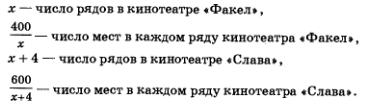 x — число рядов в кинотеатре «Факел»,
400/x — число мест в каждом ряду кинотеатра «Факел»,
x + 4 — число рядов в кинотеатре «Слава»,
600/x+4 — число мест в каждом ряду кинотеатра «Слава».